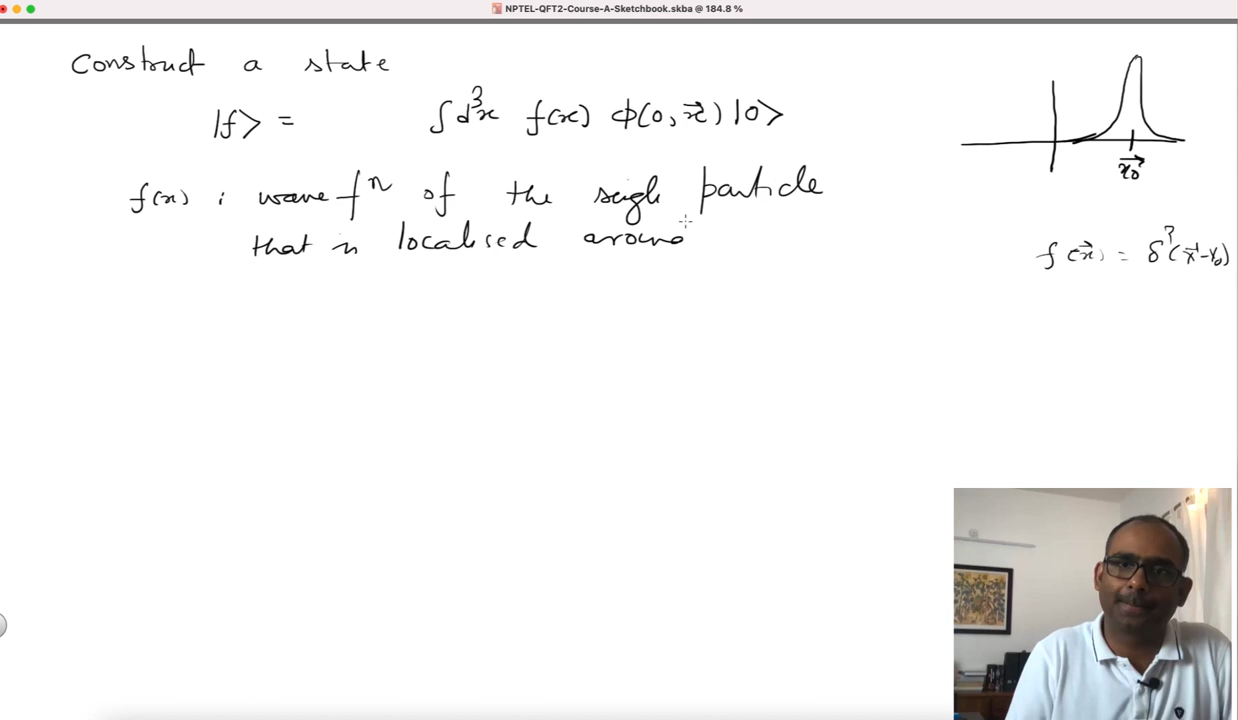 NPTEL-QFT2-Course-A-Sketchbook.skba @ 184.8 %
Construct a state
|f> = ∫d³x f(x) ϕ(0, x⃗) |0>
x⃗₀
f(x) : wave fⁿ of the single particle
that is localised around
f(x⃗) = δ³(x⃗-x₀)